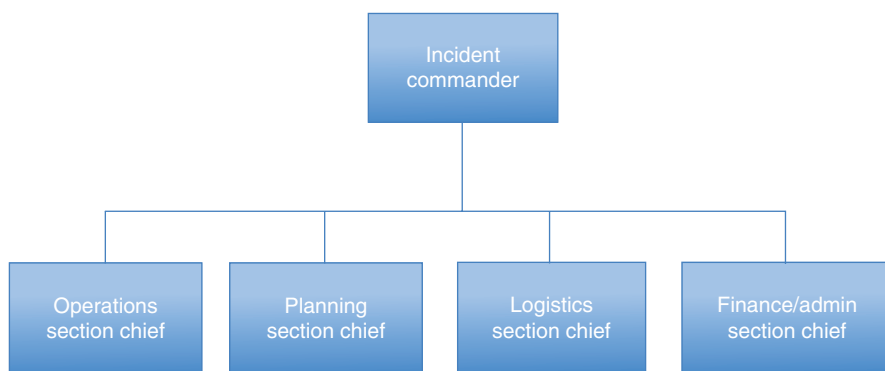 Incident
commander
Operations
section chief
Planning
section chief
Logistics
section chief
Finance/admin
section chief